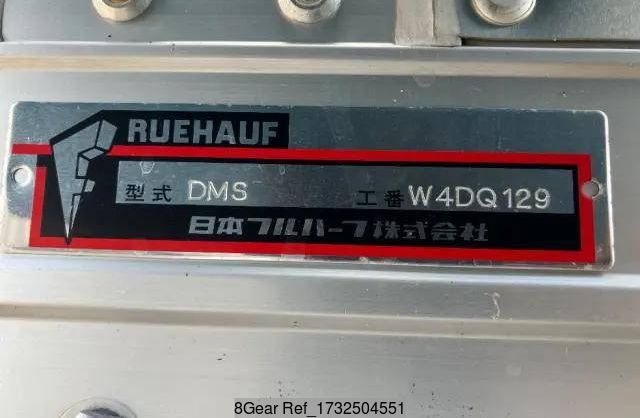 RUEHAUF
型式 DMS 工番 W4DQ129
日本フルハーフ株式会社
8Gear Ref_1732504551